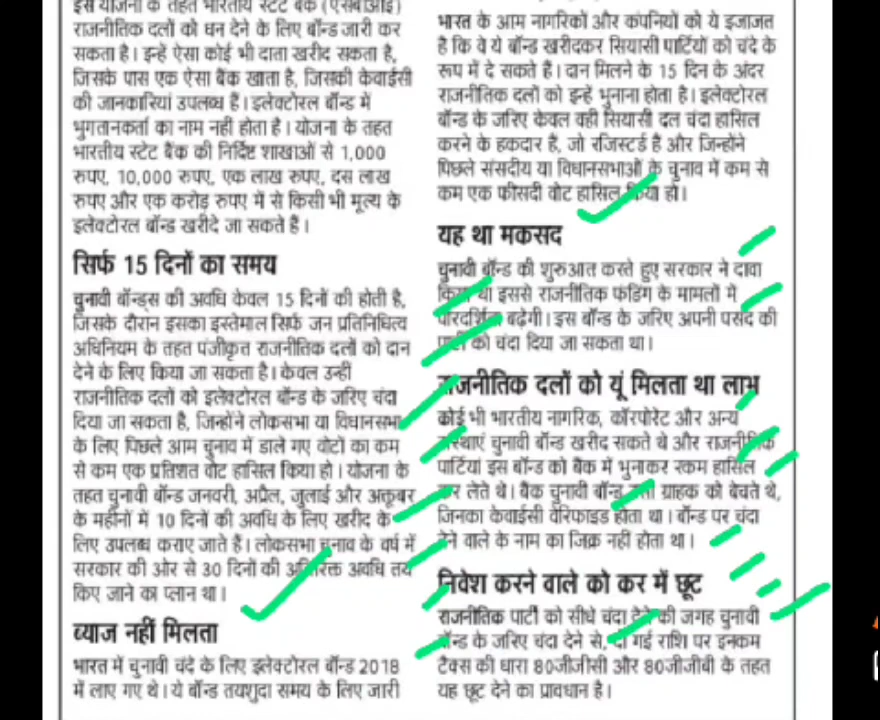 इस योजना के तहत भारतीय स्टेट बैंक (एसबीआई)
राजनीतिक दलों को धन देने के लिए बॉन्ड जारी कर
सकता है। इन्हें ऐसा कोई भी दाता खरीद सकता है,
जिसके पास एक ऐसा बैंक खाता है, जिसकी केवाईसी
की जानकारियां उपलब्ध हैं। इलेक्टोरल बॉन्ड में
भुगतानकर्ता का नाम नहीं होता है। योजना के तहत
भारतीय स्टेट बैंक की निर्दिष्ट शाखाओं से 1,000
रुपए, 10,000 रुपए, एक लाख रुपए, दस लाख
रुपए और एक करोड़ रुपए में से किसी भी मूल्य के
इलेक्टोरल बॉन्ड खरीदे जा सकते हैं।
सिर्फ 15 दिनों का समय
चुनावी बॉन्ड्स की अवधि केवल 15 दिनों की होती है,
जिसके दौरान इसका इस्तेमाल सिर्फ जन प्रतिनिधित्व
अधिनियम के तहत पंजीकृत राजनीतिक दलों को दान
देने के लिए किया जा सकता है। केवल उन्हीं
राजनीतिक दलों को इलेक्टोरल बॉन्ड के जरिए चंदा
दिया जा सकता है, जिन्होंने लोकसभा या विधानसभा
के लिए पिछले आम चुनाव में डाले गए वोटों का कम
से कम एक प्रतिशत वोट हासिल किया हो। योजना के
तहत चुनावी बॉन्ड जनवरी, अप्रैल, जुलाई और अक्टूबर
के महीनों में 10 दिनों की अवधि के लिए खरीद के
लिए उपलब्ध कराए जाते हैं। लोकसभा चुनाव के वर्ष में
सरकार की ओर से 30 दिनों की अतिरिक्त अवधि तय
किए जाने का प्लान था।
ब्याज नहीं मिलता
भारत में चुनावी चंदे के लिए इलेक्टोरल बॉन्ड 2018
में लाए गए थे। ये बॉन्ड तयशुदा समय के लिए जारी
भारत के आम नागरिकों और कंपनियों को ये इजाजत
है कि वे ये बॉन्ड खरीदकर सियासी पार्टियों को चंदे के
रूप में दे सकते हैं। दान मिलने के 15 दिन के अंदर
राजनीतिक दलों को इन्हें भुनाना होता है। इलेक्टोरल
बॉन्ड के जरिए केवल वही सियासी दल चंदा हासिल
करने के हकदार हैं, जो रजिस्टर्ड है और जिन्होंने
पिछले संसदीय या विधानसभाओं के चुनाव में कम से
कम एक फीसदी वोट हासिल किया हो।
यह था मकसद
चुनावी बॉन्ड की शुरुआत करते हुए सरकार ने दावा
किया था इससे राजनीतिक फंडिंग के मामलों में
पारदर्शिता बढ़ेगी। इस बॉन्ड के जरिए अपनी पसंद की
पार्टी को चंदा दिया जा सकता था।
राजनीतिक दलों को यूं मिलता था लाभ
कोई भी भारतीय नागरिक, कॉरपोरेट और अन्य
संस्थाएं चुनावी बॉन्ड खरीद सकते थे और राजनीतिक
पार्टियां इस बॉन्ड को बैंक में भुनाकर रकम हासिल
कर लेते थे। बैंक चुनावी बॉन्ड उसी ग्राहक को बेचते थे,
जिनका केवाईसी वेरिफाइड होता था। बॉन्ड पर चंदा
देने वाले के नाम का जिक्र नहीं होता था।
निवेश करने वाले को कर में छूट
राजनीतिक पार्टी को सीधे चंदा देने की जगह चुनावी
बॉन्ड के जरिए चंदा देने से, दी गई राशि पर इनकम
टैक्स की धारा 80जीजीसी और 80जीजीबी के तहत
यह छूट देने का प्रावधान है।